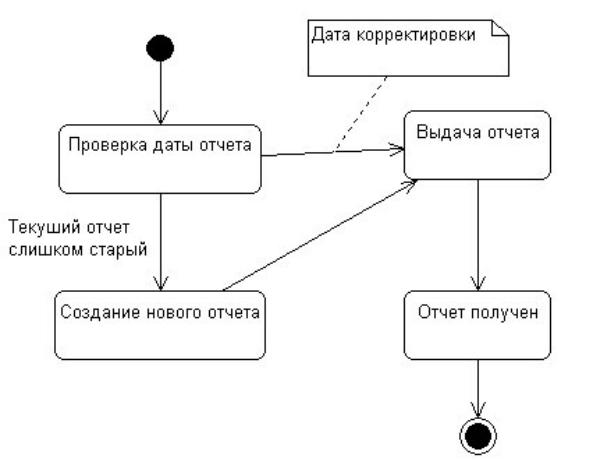 Дата корректировки
Проверка даты отчета
Выдача отчета
Текуший отчет
слишком старый
Создание нового отчета
Отчет получен